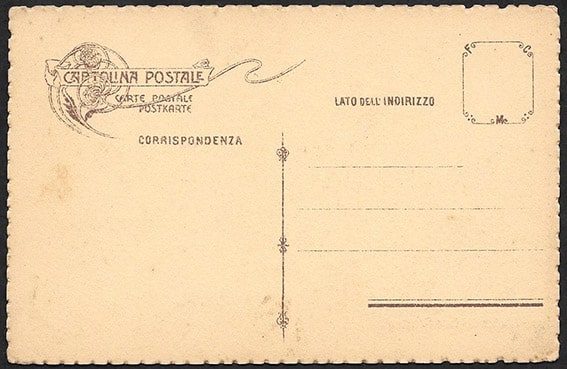 CARTOLINA POSTALE
CARTE POSTALE
POSTKARTE
CORRISPONDENZA
LATO DELL'INDIRIZZO
F C
M.